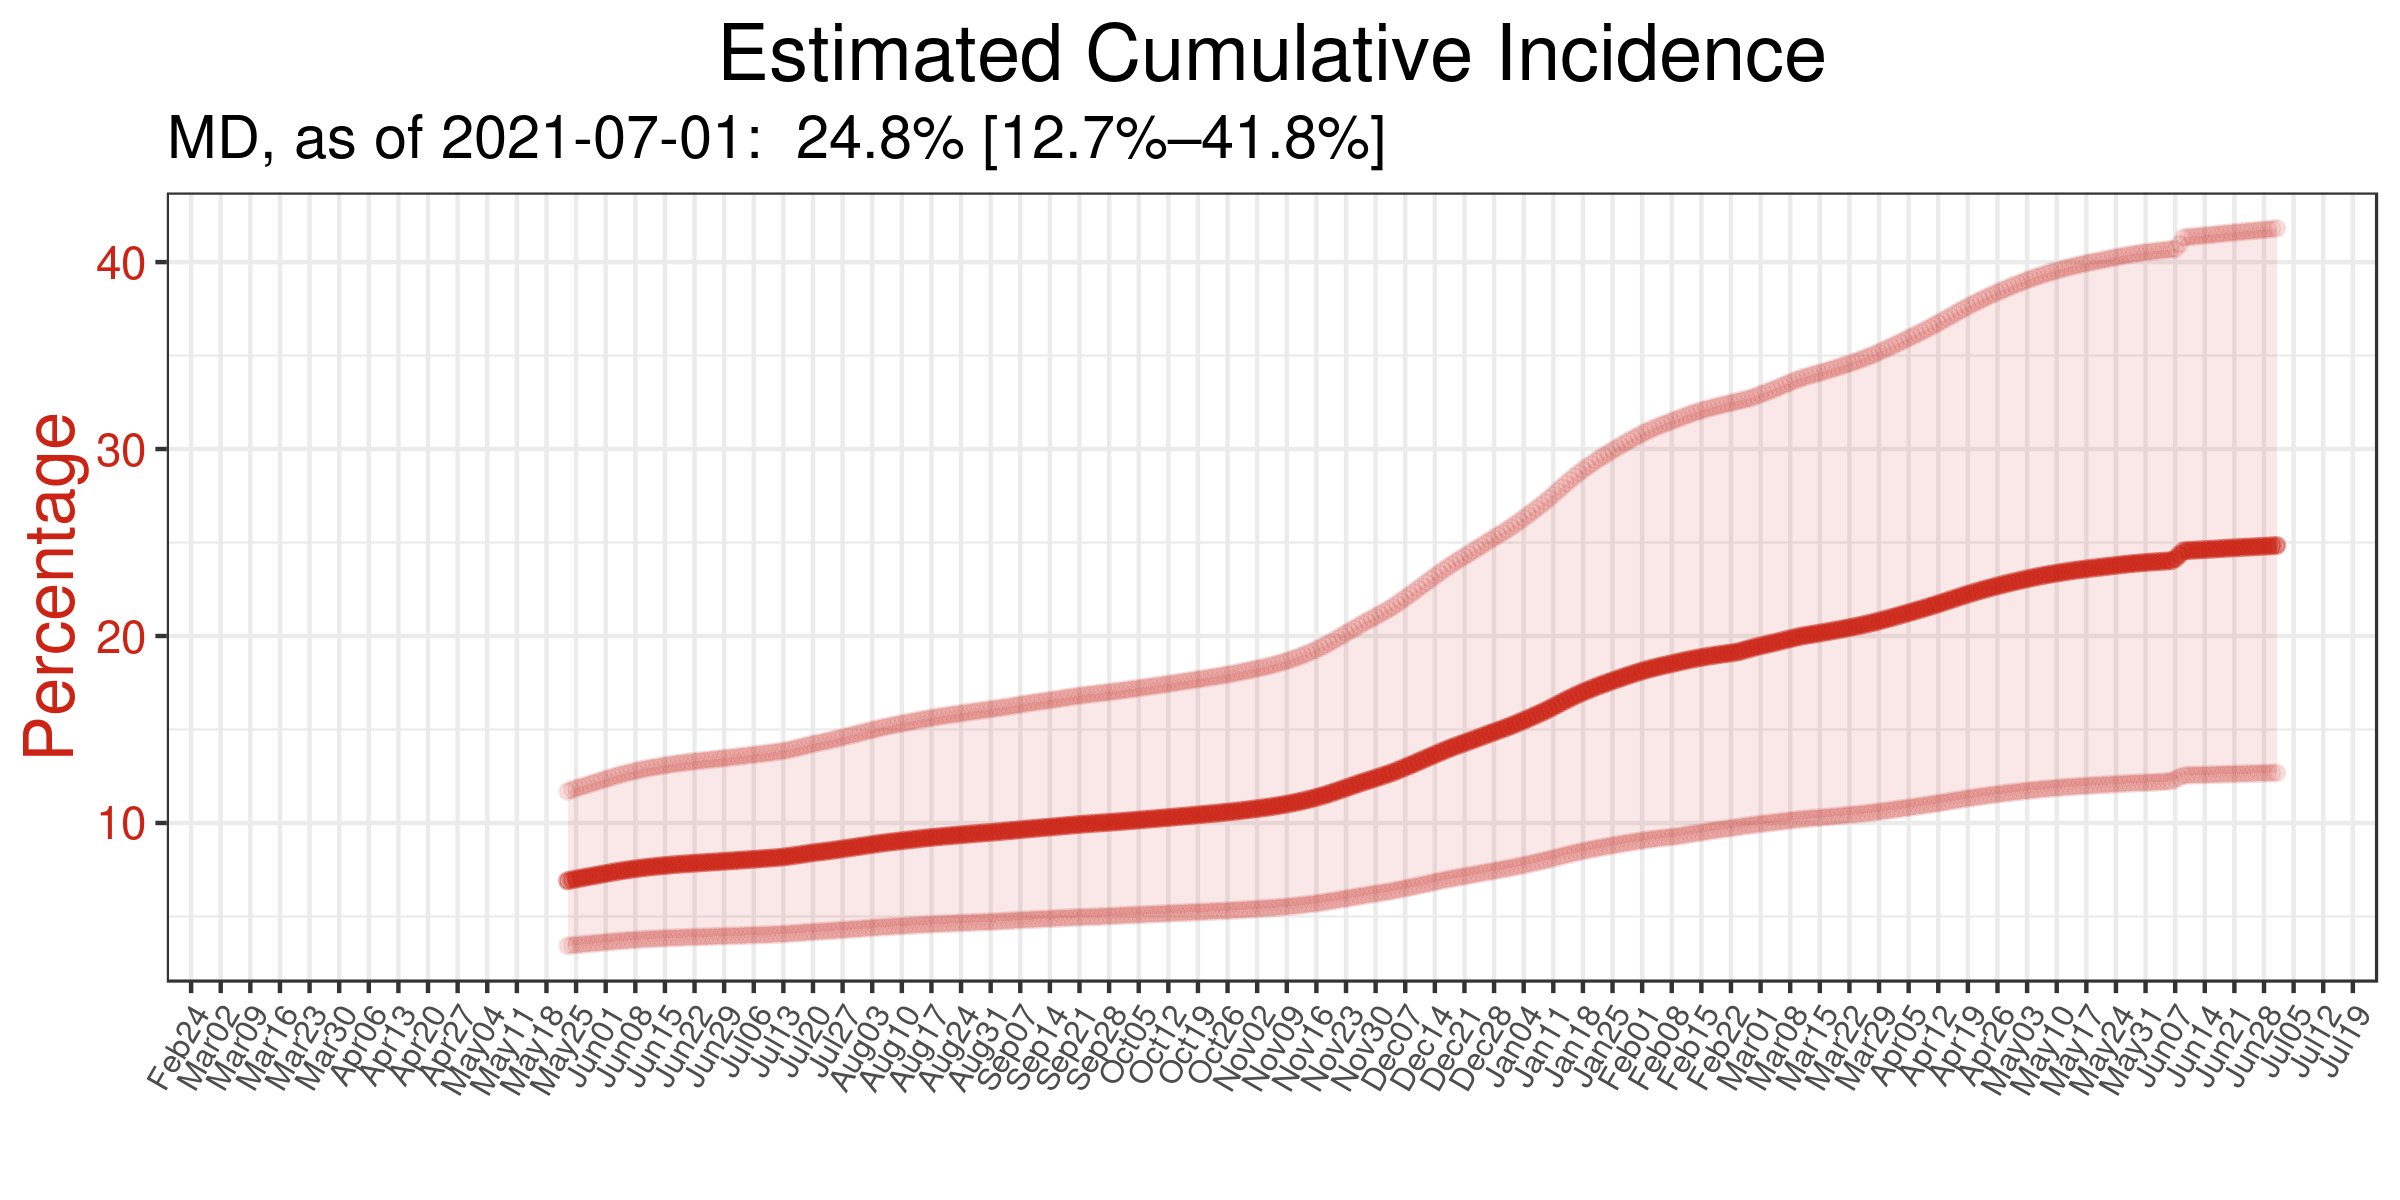 Estimated Cumulative Incidence
MD, as of 2021-07-01:  24.8% [12.7%–41.8%]
Percentage
40
30
20
10
Feb24
Mar02
Mar09
Mar16
Mar23
Mar30
Apr06
Apr13
Apr20
Apr27
May04
May11
May18
May25
Jun01
Jun08
Jun15
Jun22
Jun29
Jul06
Jul13
Jul20
Jul27
Aug03
Aug10
Aug17
Aug24
Aug31
Sep07
Sep14
Sep21
Sep28
Oct05
Oct12
Oct19
Oct26
Nov02
Nov09
Nov16
Nov23
Nov30
Dec07
Dec14
Dec21
Dec28
Jan04
Jan11
Jan18
Jan25
Feb01
Feb08
Feb15
Feb22
Mar01
Mar08
Mar15
Mar22
Mar29
Apr05
Apr12
Apr19
Apr26
May03
May10
May17
May24
May31
Jun07
Jun14
Jun21
Jun28
Jul05
Jul12
Jul19